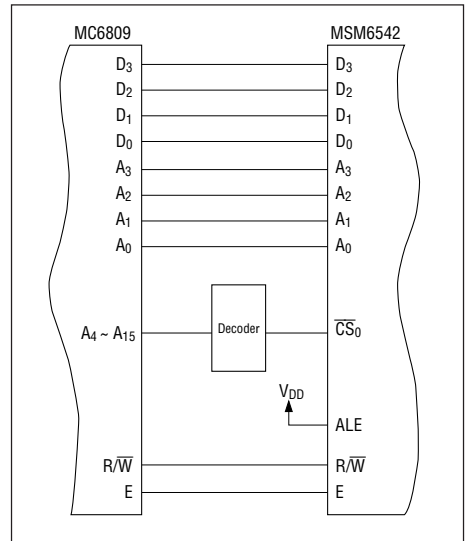 MC6809 MSM6542
D3 D3
D2 D2
D1 D1
D0 D0
A3 A3
A2 A2
A1 A1
A0 A0
A4 ~ A15 Decoder C̅S̅0
VDD
ALE
R/W̅ R/W̅
E E